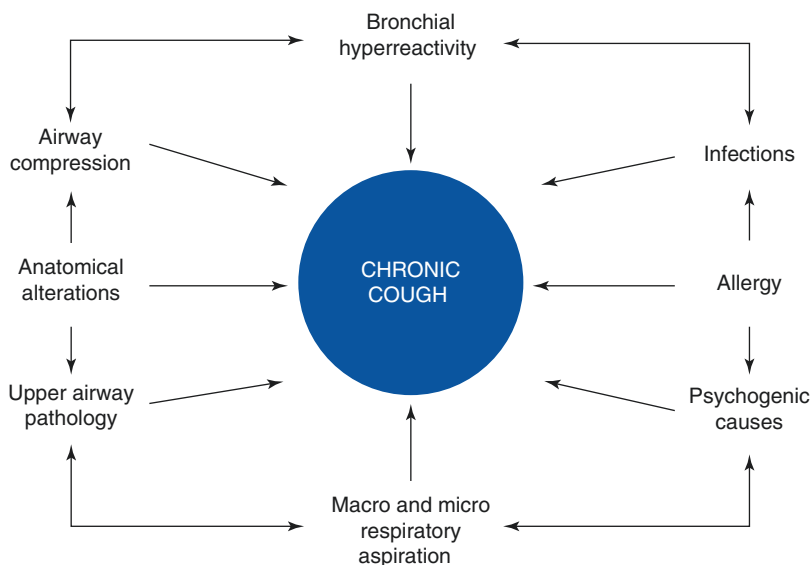 Bronchial
hyperreactivity
Airway
compression
Infections
Anatomical
alterations
CHRONIC
COUGH
Allergy
Upper airway
pathology
Psychogenic
causes
Macro and micro
respiratory
aspiration